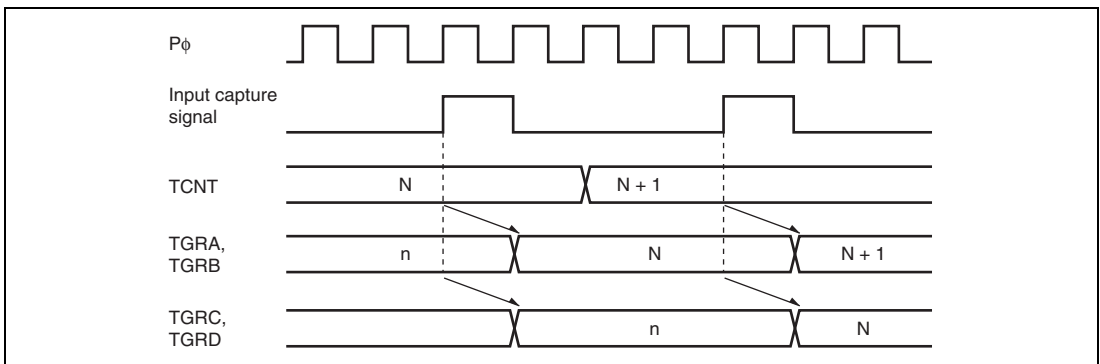 Pφ
Input capture
signal
TCNT
N
N + 1
TGRA,
TGRB
n
N
N + 1
TGRC,
TGRD
n
N